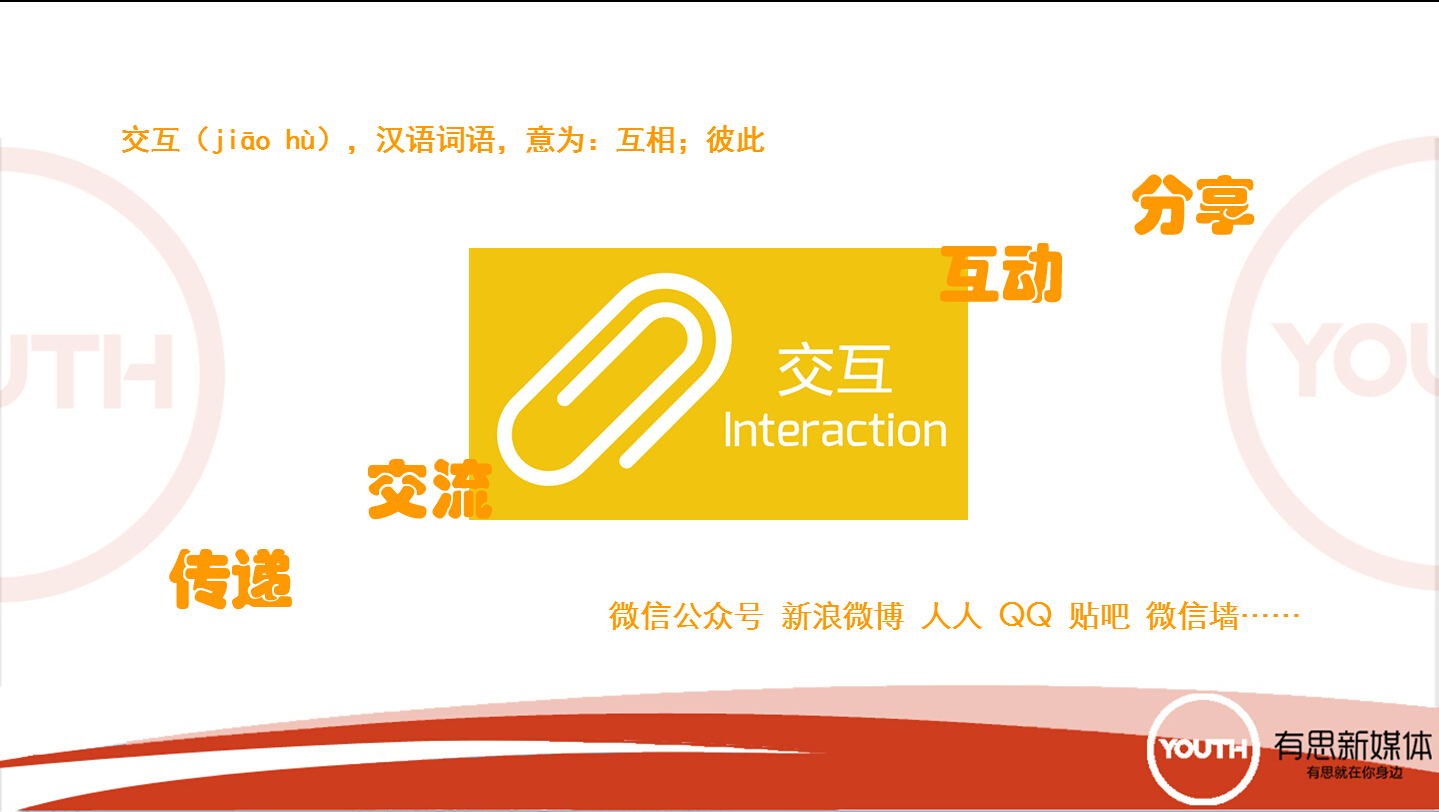 交互（jiāo hù），汉语词语，意为：互相；彼此
分享
互动
交互
Interaction
交流
传递
微信公众号 新浪微博 人人 QQ 贴吧 微信墙……
UTH
YOU
YOUTH
有思新媒体
有思就在你身边